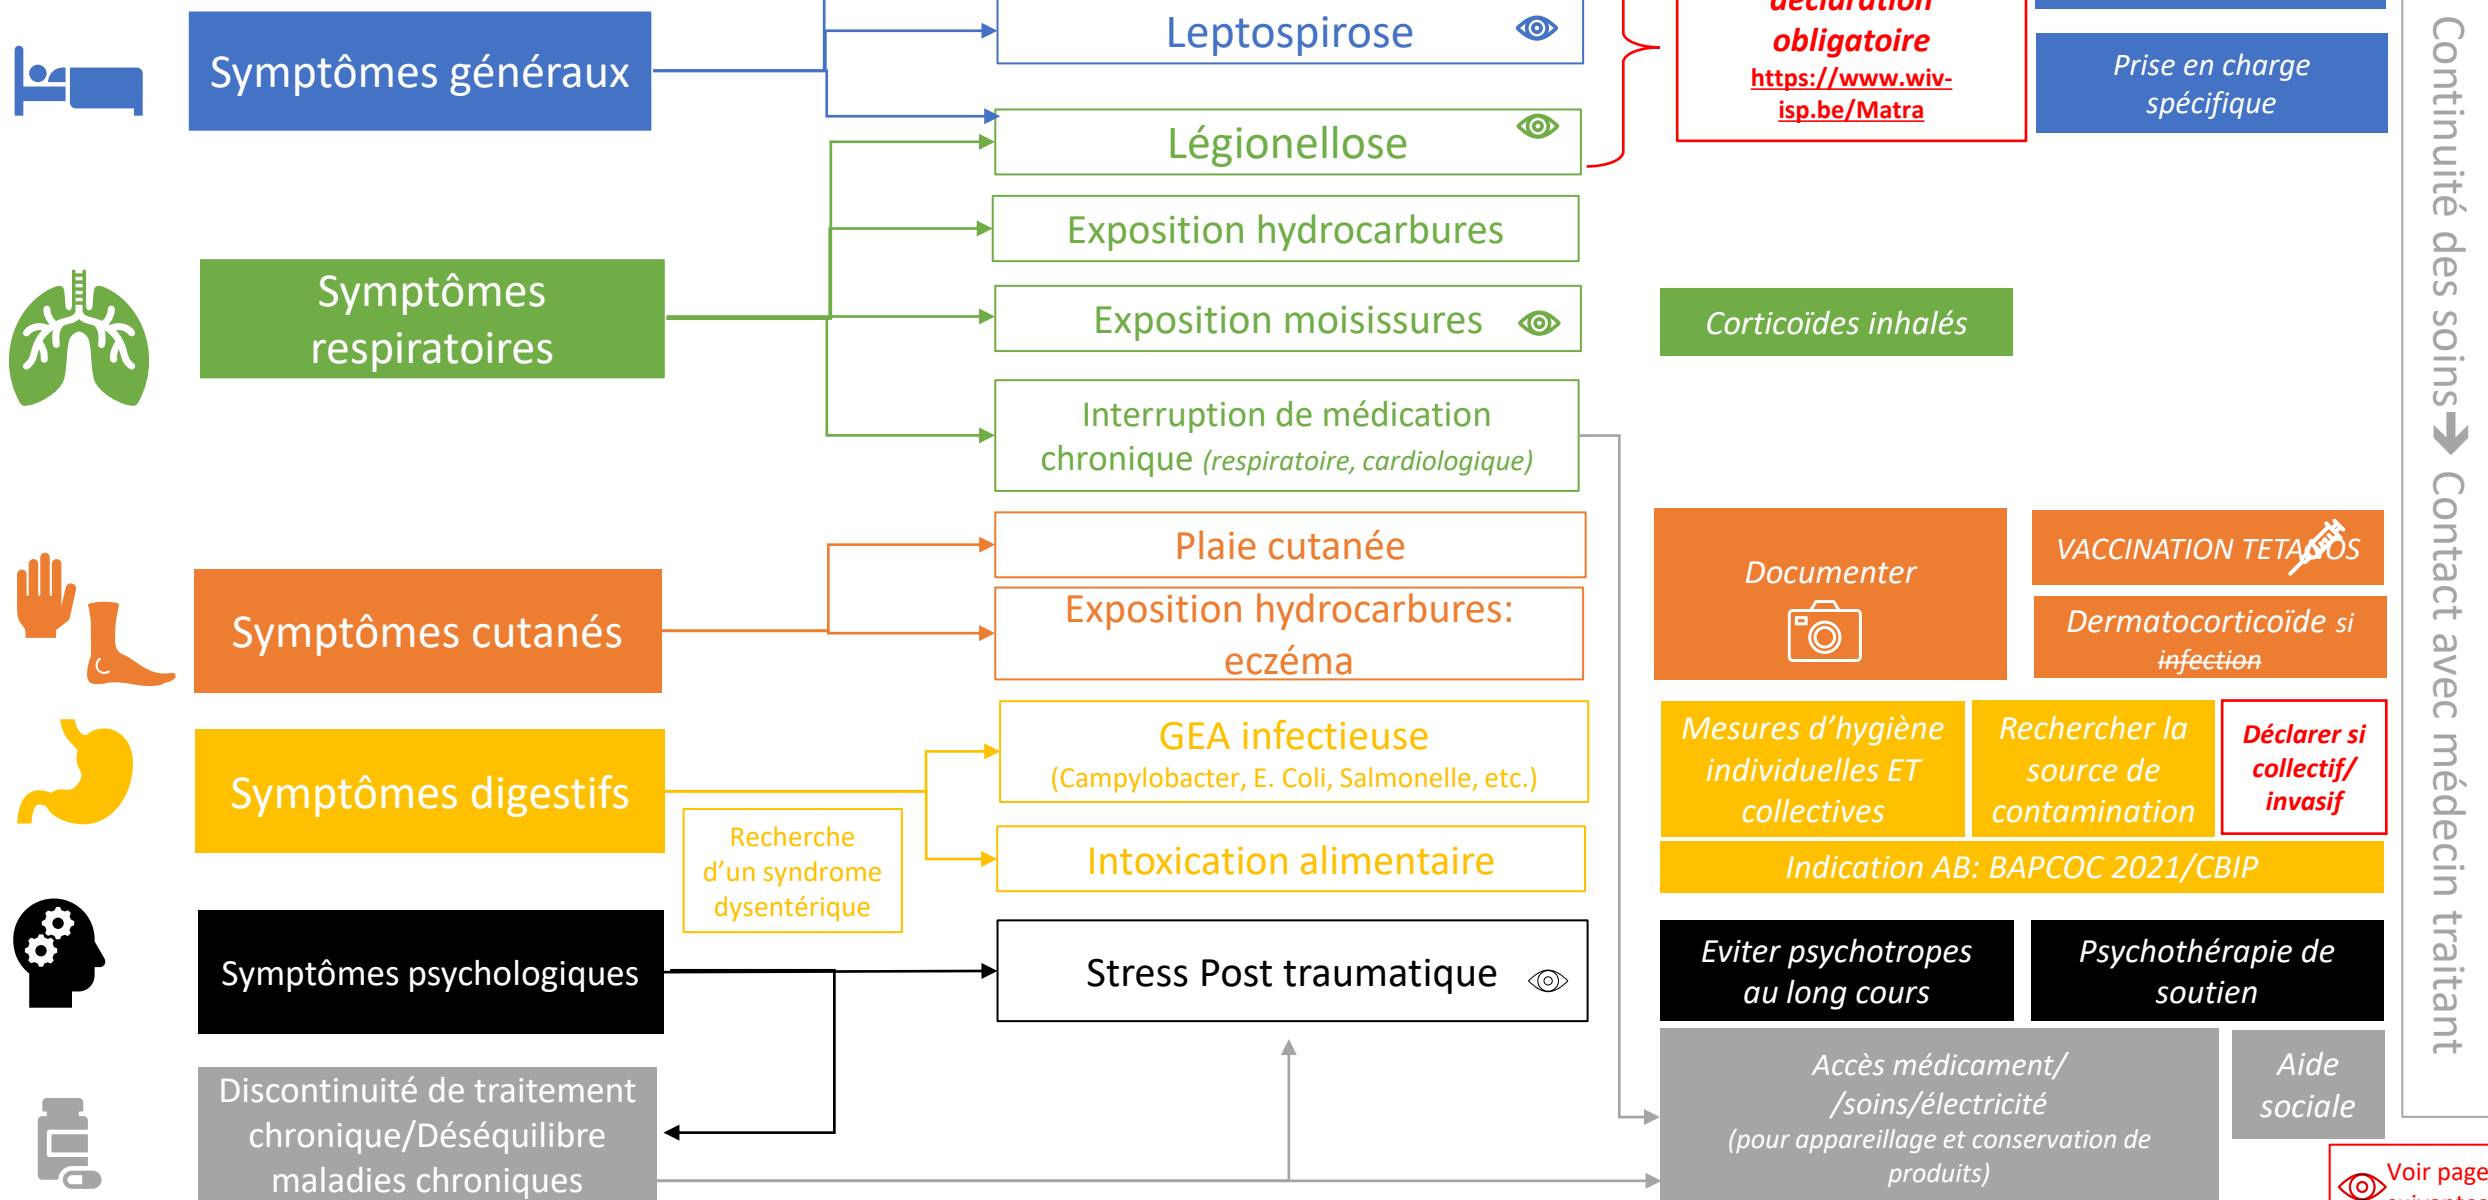 déclaration
obligatoire
https://www.wiv-
isp.be/Matra
Prise en charge
spécifique
Symptômes généraux
Leptospirose
Légionellose
Exposition hydrocarbures
Symptômes
respiratoires
Exposition moisissures
Corticoïdes inhalés
Interruption de médication
chronique (respiratoire, cardiologique)
Symptômes cutanés
Plaie cutanée
Exposition hydrocarbures:
eczéma
Documenter
VACCINATION TETANOS
Dermatocorticoïde si
infection
Symptômes digestifs
Recherche
d'un syndrome
dysentérique
GEA infectieuse
(Campylobacter, E. Coli, Salmonelle, etc.)
Intoxication alimentaire
Mesures d'hygiène
individuelles ET
collectives
Rechercher la
source de
contamination
Déclarer si
collectif/
invasif
Indication AB: BAPCOC 2021/CBIP
Symptômes psychologiques
Stress Post traumatique
Eviter psychotropes
au long cours
Psychothérapie de
soutien
Discontinuité de traitement
chronique/Déséquilibre
maladies chroniques
Accès médicament/
/soins/électricité
(pour appareillage et conservation de
produits)
Aide
sociale
Continuité des soins➔ Contact avec médecin traitant
Voir page
suivantes